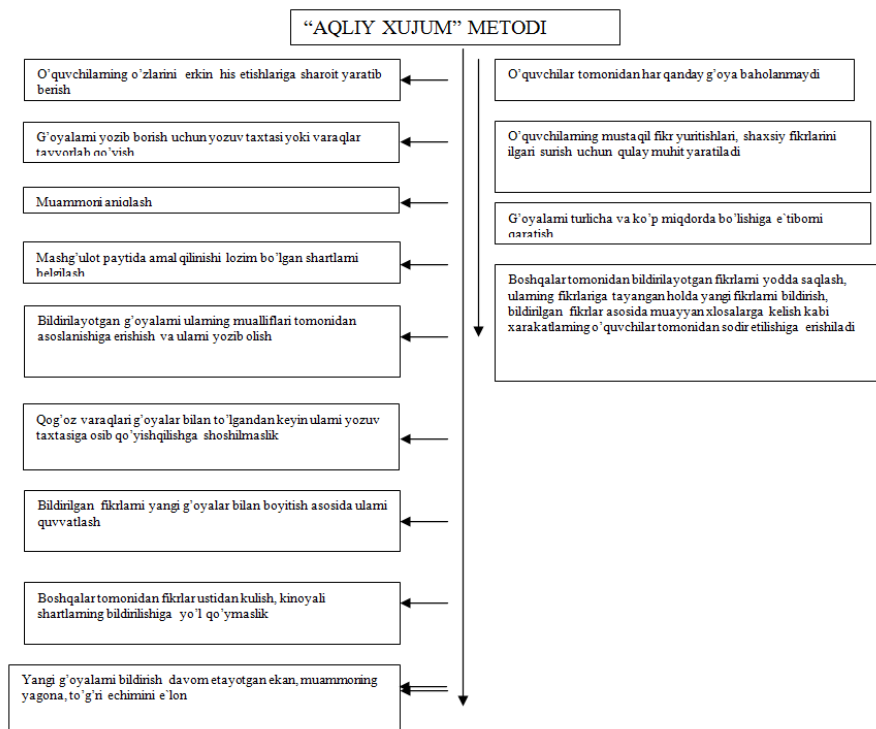 “AQLIY XUJUM” METODI
O’quvchilarning o’zlarini erkin his etishlariga sharoit yaratib
berish
G’oyalarni yozib borish uchun yozuv taxtasi yoki varaqlar
tayyorlab qo’yish
Muammoni aniqlash
Mashg’ulot paytida amal qilinishi lozim bo’lgan shartlarni
belgilash
Bildirilayotgan g’oyalarni ularning mualliflari tomonidan
asoslanishiga erishish va ularni yozib olish
Qog’oz varaqlari g’oyalar bilan to’lgandan keyin ularni yozuv
taxtasiga osib qo’yishqilishga shoshilmaslik
Bildirilgan fikrlarni yangi g’oyalar bilan boyitish asosida ularni
quvvatlash
Boshqalar tomonidan fikrlar ustidan kulish, kinoyali
shartlarning bildirilishiga yo’l qo’ymaslik
Yangi g’oyalarni bildirish davom etayotgan ekan, muammoning
yagona, to’g’ri echimini e`lon
O’quvchilar tomonidan har qanday g’oya baholanmaydi
O’quvchilarning mustaqil fikr yuritishlari, shaxsiy fikrlarini
ilgari surish uchun qulay muhit yaratiladi
G’oyalarni turlicha va ko’p miqdorda bo’lishiga e`tiborni
qaratish
Boshqalar tomonidan bildirilayotgan fikrlarni yodda saqlash,
ularning fikrlariga tayangan holda yangi fikrlarni bildirish,
bildirilgan fikrlar asosida muayyan xlosalarga kelish kabi
xarakatlarning o’quvchilar tomonidan sodir etilishiga erishiladi